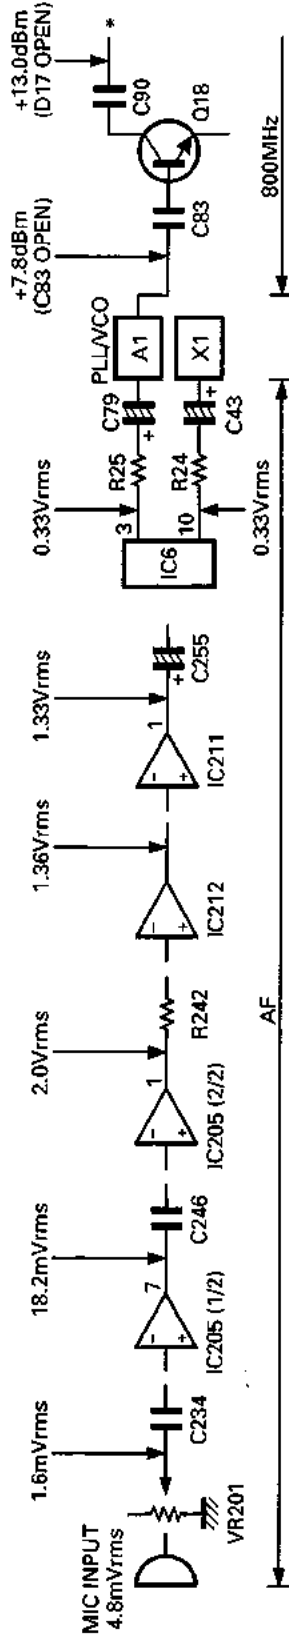 MIC INPUT
4.8mVrms
VR201
1.6mVrms
C234
IC205 (1/2)
18.2mVrms
7
C246
IC205 (2/2)
1
2.0Vrms
R242
IC212
1.36Vrms
IC211
1
1.33Vrms
C255
IC6
3
10
0.33Vrms
0.33Vrms
R25
R24
C79
C43
PLL/VCO
A1
X1
+7.8dBm
(C83 OPEN)
C83
Q18
C90
+13.0dBm
(D17 OPEN)
*
AF
800MHz
- + - + - + - +
+ + +